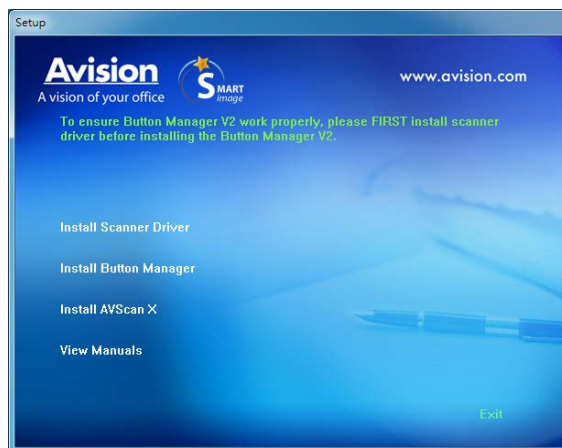 Setup
Avision
A vision of your office
SMART
image
www.avision.com
To ensure Button Manager V2 work properly, please FIRST install scanner
driver before installing the Button Manager V2.
Install Scanner Driver
Install Button Manager
Install AVScan X
View Manuals
Exit